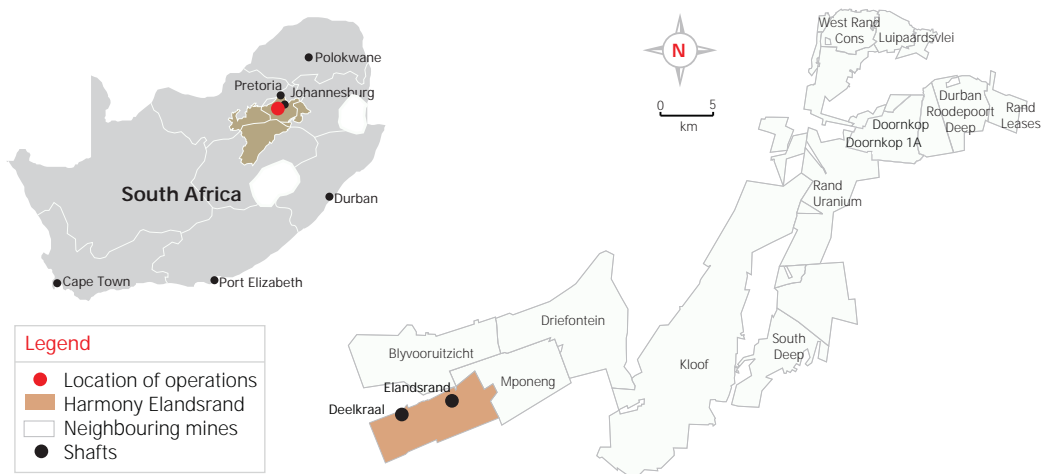 Polokwane
Pretoria
Johannesburg
South Africa
Durban
Cape Town
Port Elizabeth
Legend
Location of operations
Harmony Elandsrand
Neighbouring mines
Shafts
N
0 5
km
West Rand
Cons
Luipaardsvlei
Durban
Roodepoort
Deep
Rand
Leases
Doornkop
Doornkop 1A
Rand
Uranium
Driefontein
Blyvooruitzicht
Mponeng
Kloof
South
Deep
Elandsrand
Deelkraal